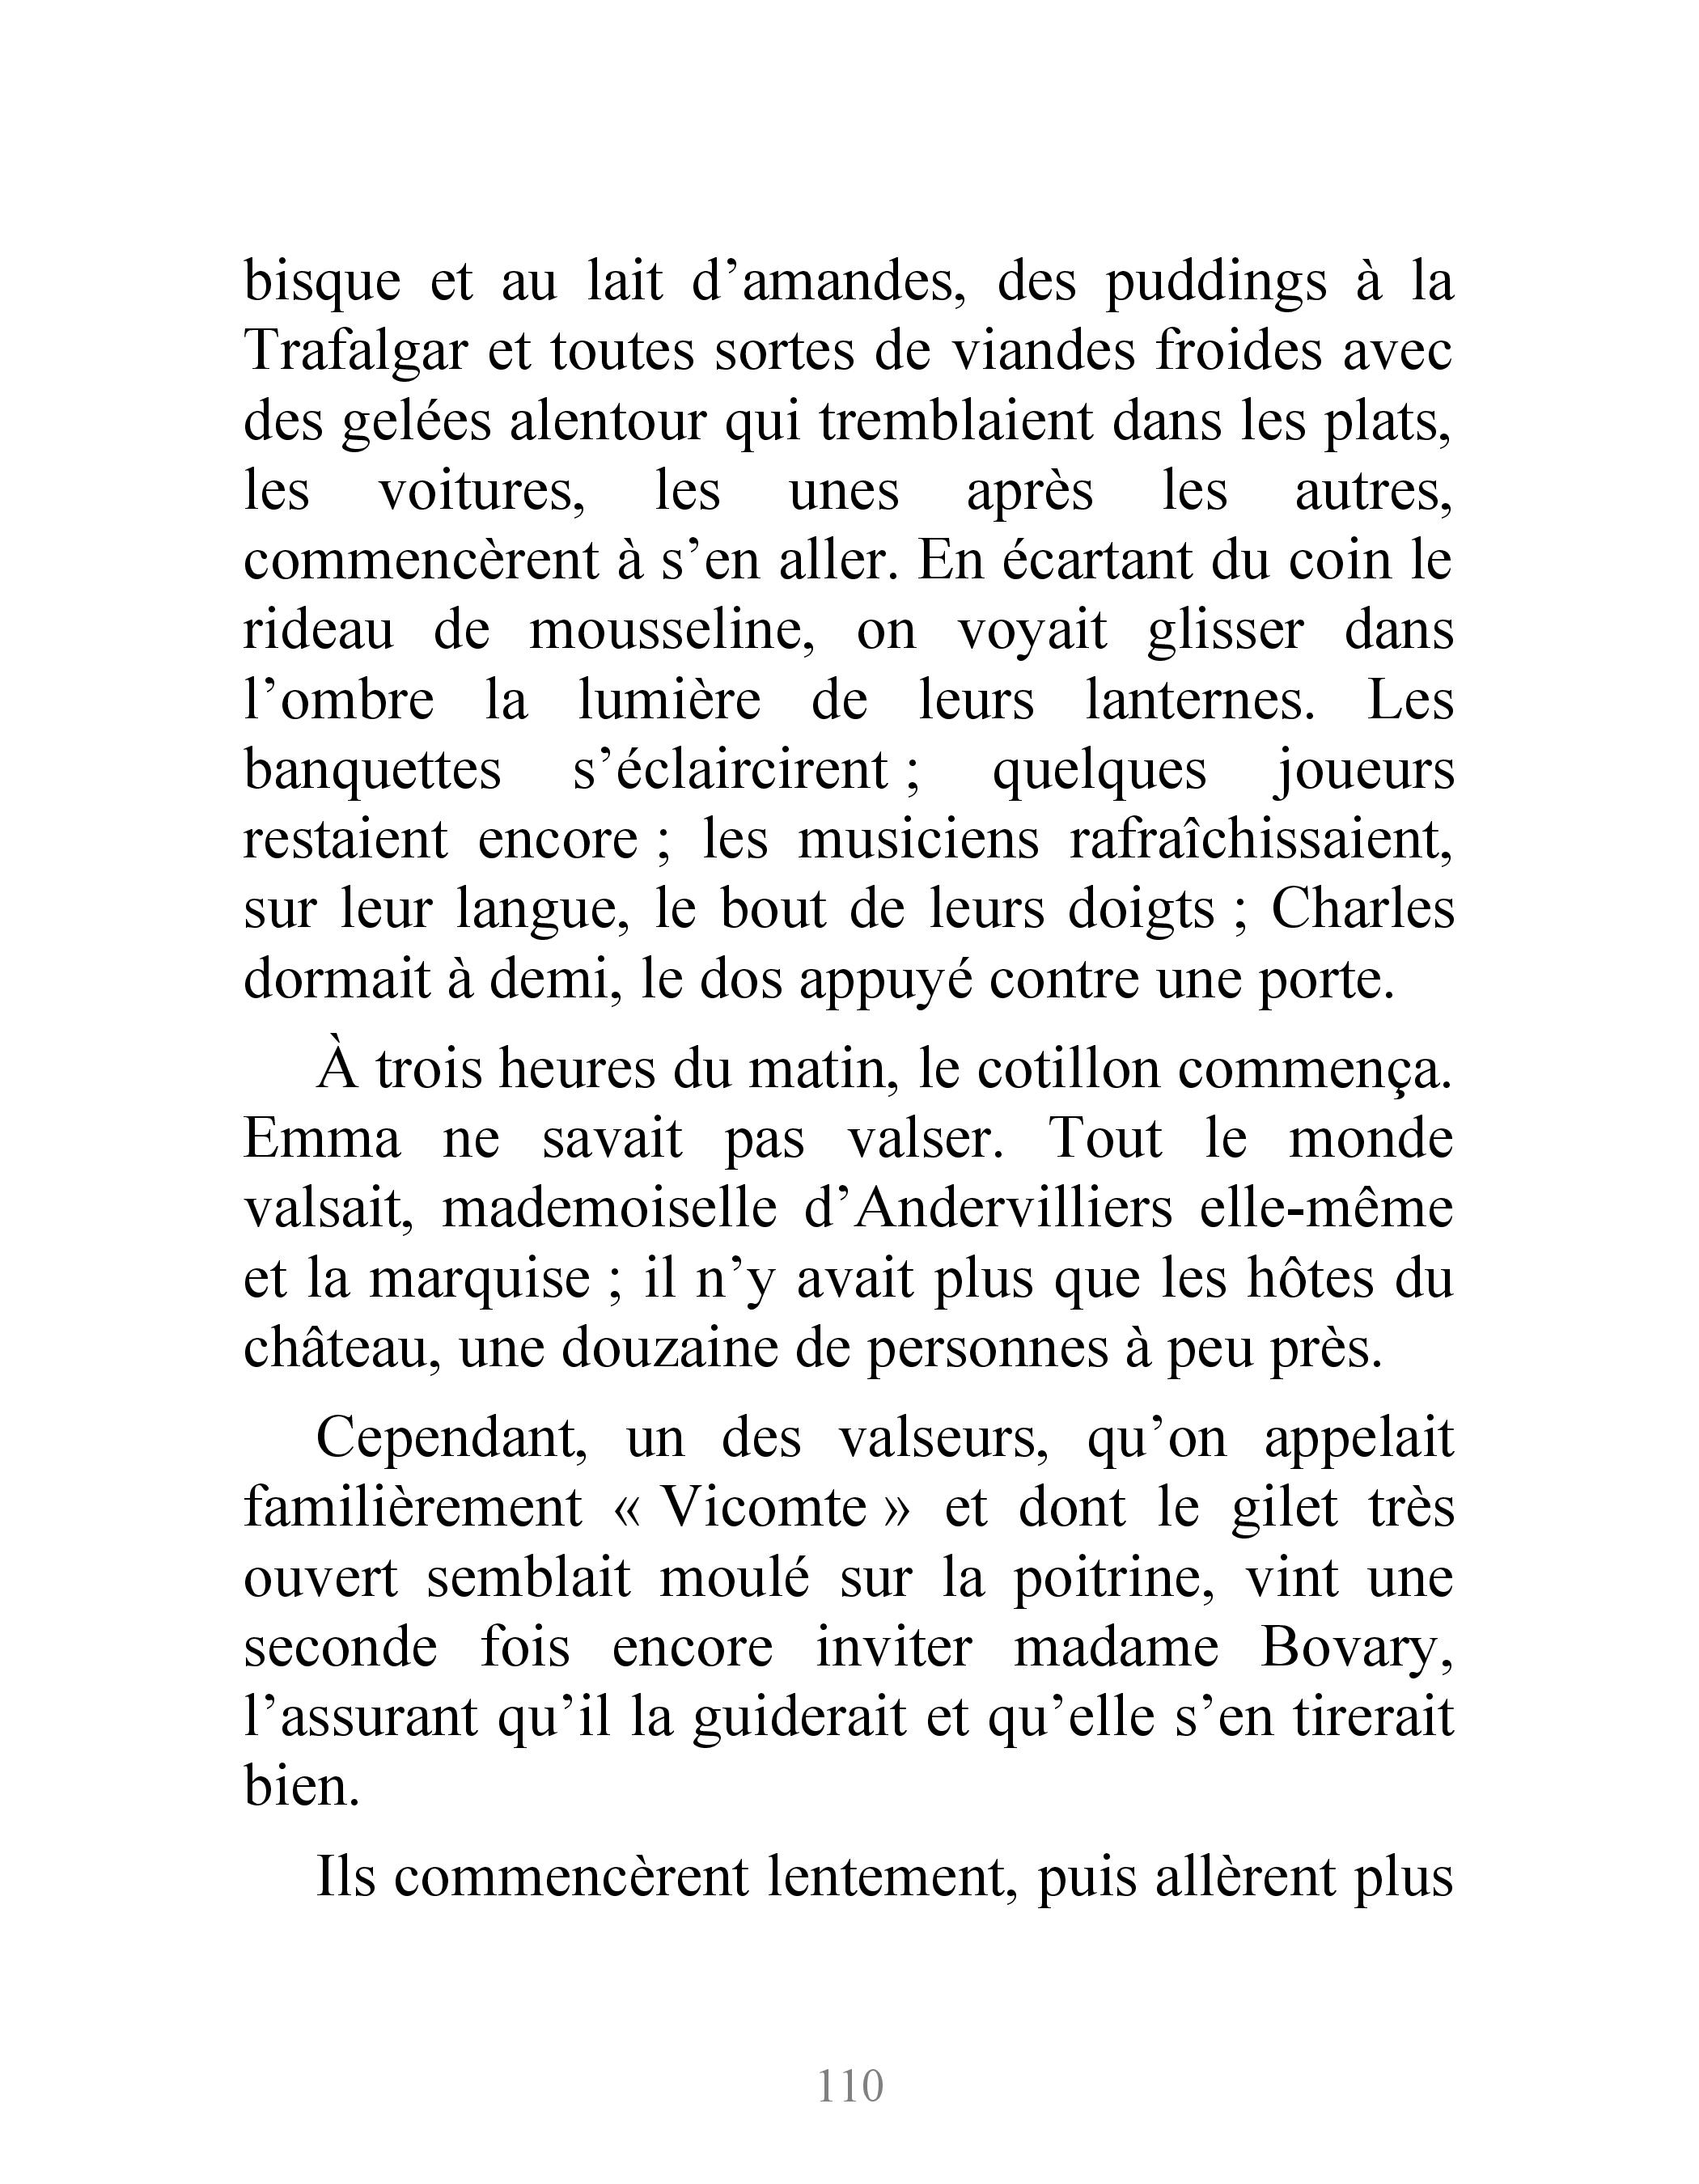 bisque et au lait d’amandes, des puddings à la
Trafalgar et toutes sortes de viandes froides avec
des gelées alentour qui tremblaient dans les plats,
les voitures, les unes après les autres,
commencèrent à s’en aller. En écartant du coin le
rideau de mousseline, on voyait glisser dans
l’ombre la lumière de leurs lanternes. Les
banquettes s’éclaircirent ; quelques joueurs
restaient encore ; les musiciens rafraîchissaient,
sur leur langue, le bout de leurs doigts ; Charles
dormait à demi, le dos appuyé contre une porte.
À trois heures du matin, le cotillon commença.
Emma ne savait pas valser. Tout le monde
valsait, mademoiselle d’Andervilliers elle-même
et la marquise ; il n’y avait plus que les hôtes du
château, une douzaine de personnes à peu près.
Cependant, un des valseurs, qu’on appelait
familièrement « Vicomte » et dont le gilet très
ouvert semblait moulé sur la poitrine, vint une
seconde fois encore inviter madame Bovary,
l’assurant qu’il la guiderait et qu’elle s’en tirerait
bien.
Ils commencèrent lentement, puis allèrent plus
110